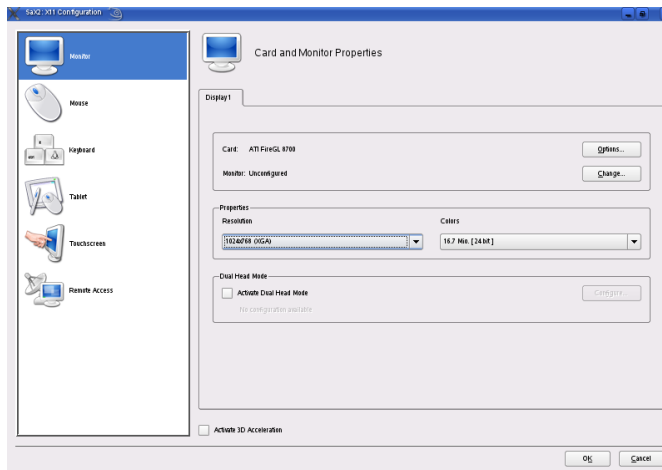 SaX2: X11 Configuration
Monitor
Mouse
Keyboard
Tablet
Touchscreen
Remote Access
Card and Monitor Properties
Display1
Card: ATI FireGL 8700
Options...
Monitor: Unconfigured
Change...
Properties
Resolution
Colors
1024x768 (XGA)
16.7 Mio. [ 24 bit ]
Dual Head Mode
Activate Dual Head Mode
Configure...
No configuration available
Activate 3D Acceleration
OK
Cancel